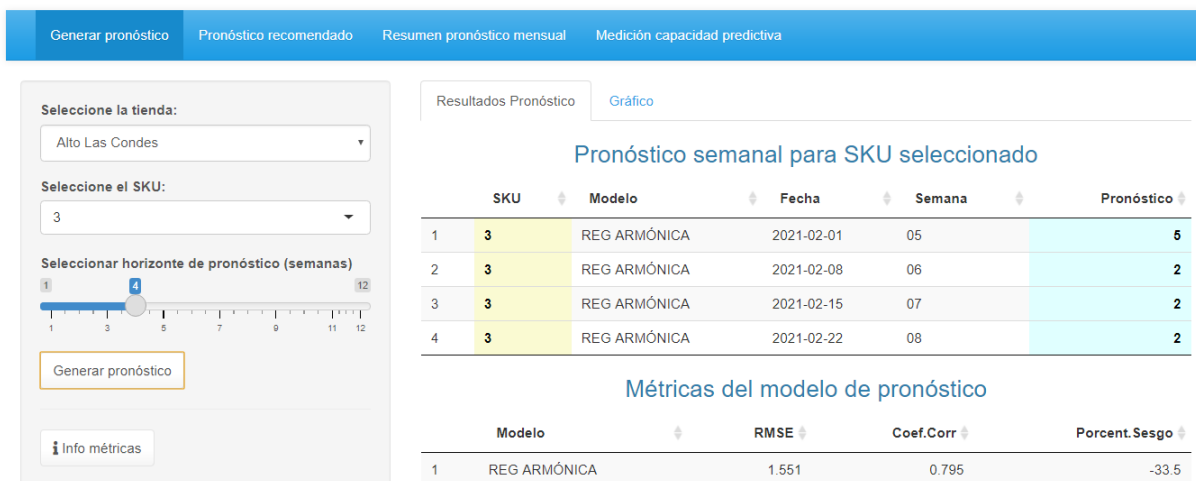 Generar pronóstico Pronóstico recomendado Resumen pronóstico mensual Medición capacidad predictiva
Seleccione la tienda:
Alto Las Condes
Seleccione el SKU:
3
Seleccionar horizonte de pronóstico (semanas)
1 4 12
1 3 5 7 9 11 12
Generar pronóstico
Info métricas
Resultados Pronóstico Gráfico
Pronóstico semanal para SKU seleccionado
SKU Modelo Fecha Semana Pronóstico
1 3 REG ARMÓNICA 2021-02-01 05 5
2 3 REG ARMÓNICA 2021-02-08 06 2
3 3 REG ARMÓNICA 2021-02-15 07 2
4 3 REG ARMÓNICA 2021-02-22 08 2
Métricas del modelo de pronóstico
Modelo RMSE Coef.Corr Porcent.Sesgo
1 REG ARMÓNICA 1.551 0.795 -33.5